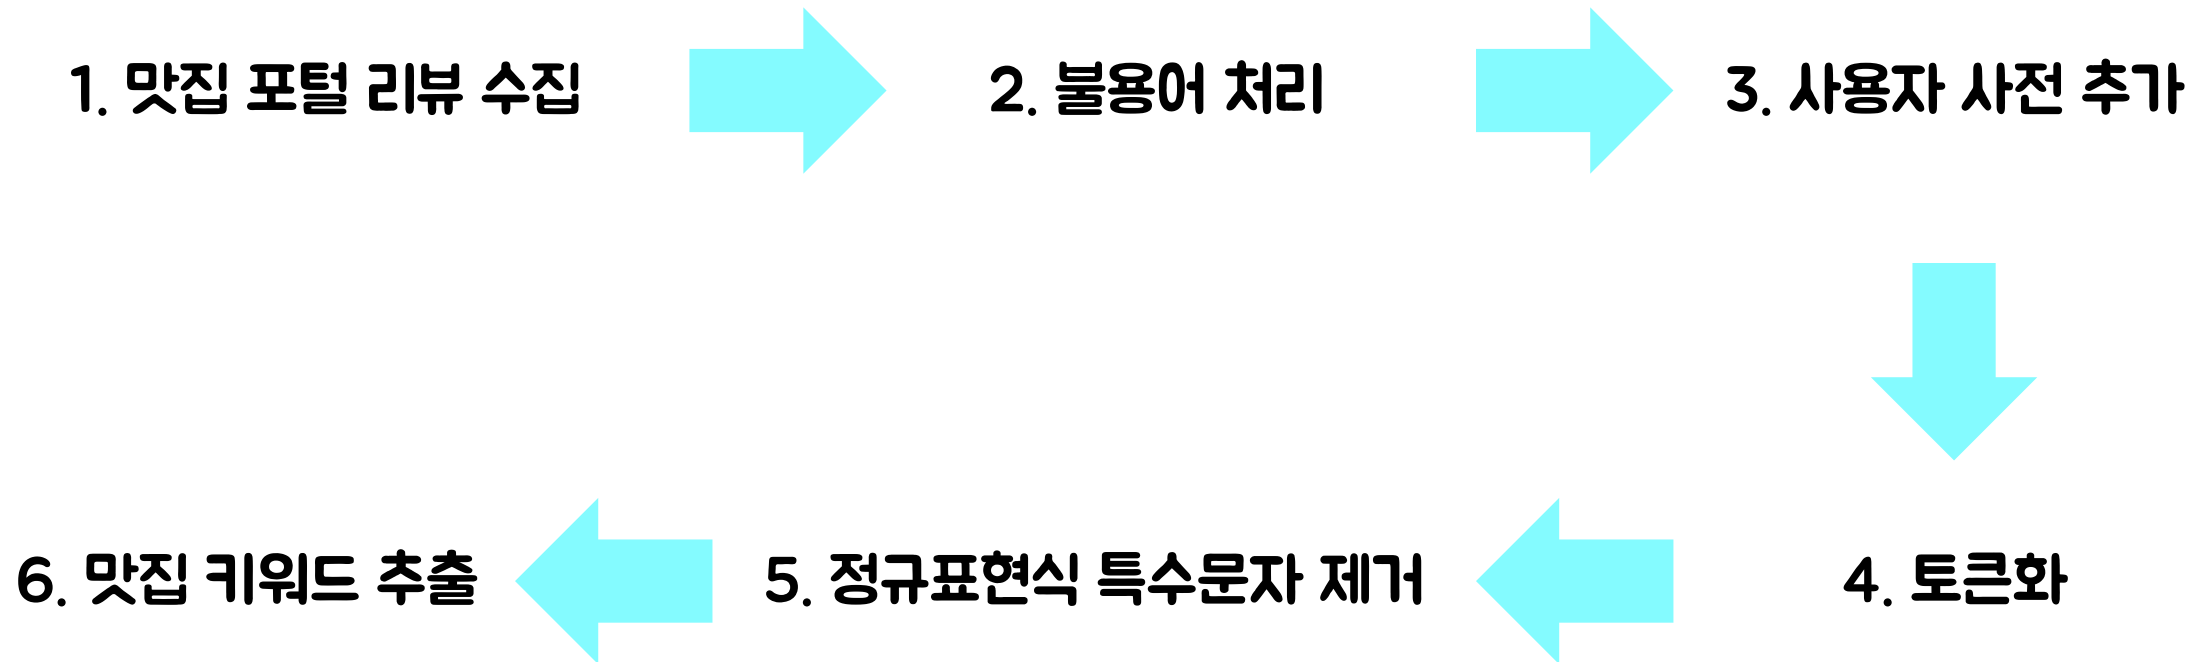 1. 맛집 포털 리뷰 수집
2. 불용어 처리
3. 사용자 사전 추가
4. 토큰화
5. 정규표현식 특수문자 제거
6. 맛집 키워드 추출